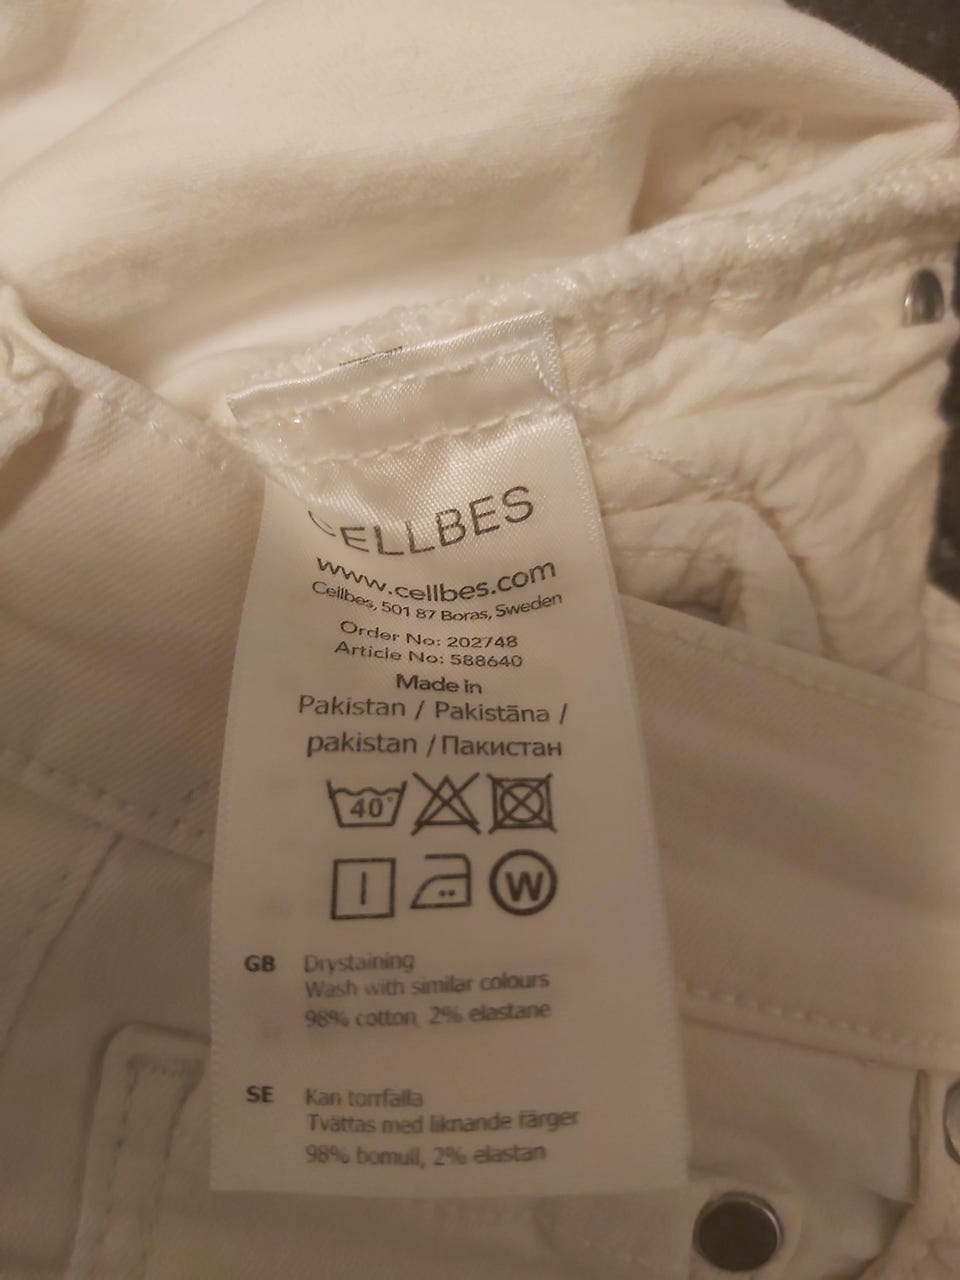 CELLBES
www.cellbes.com
Cellbes, 501 87 Boras, Sweden
Order No: 202748
Article No: 588640
Made in
Pakistan / Pakistāna /
pakistan / Пакистан
40°
W
GB Drystaining
Wash with similar colours
98% cotton, 2% elastane
SE Kan torrfälla
Tvättas med liknande färger
98% bomull, 2% elastan